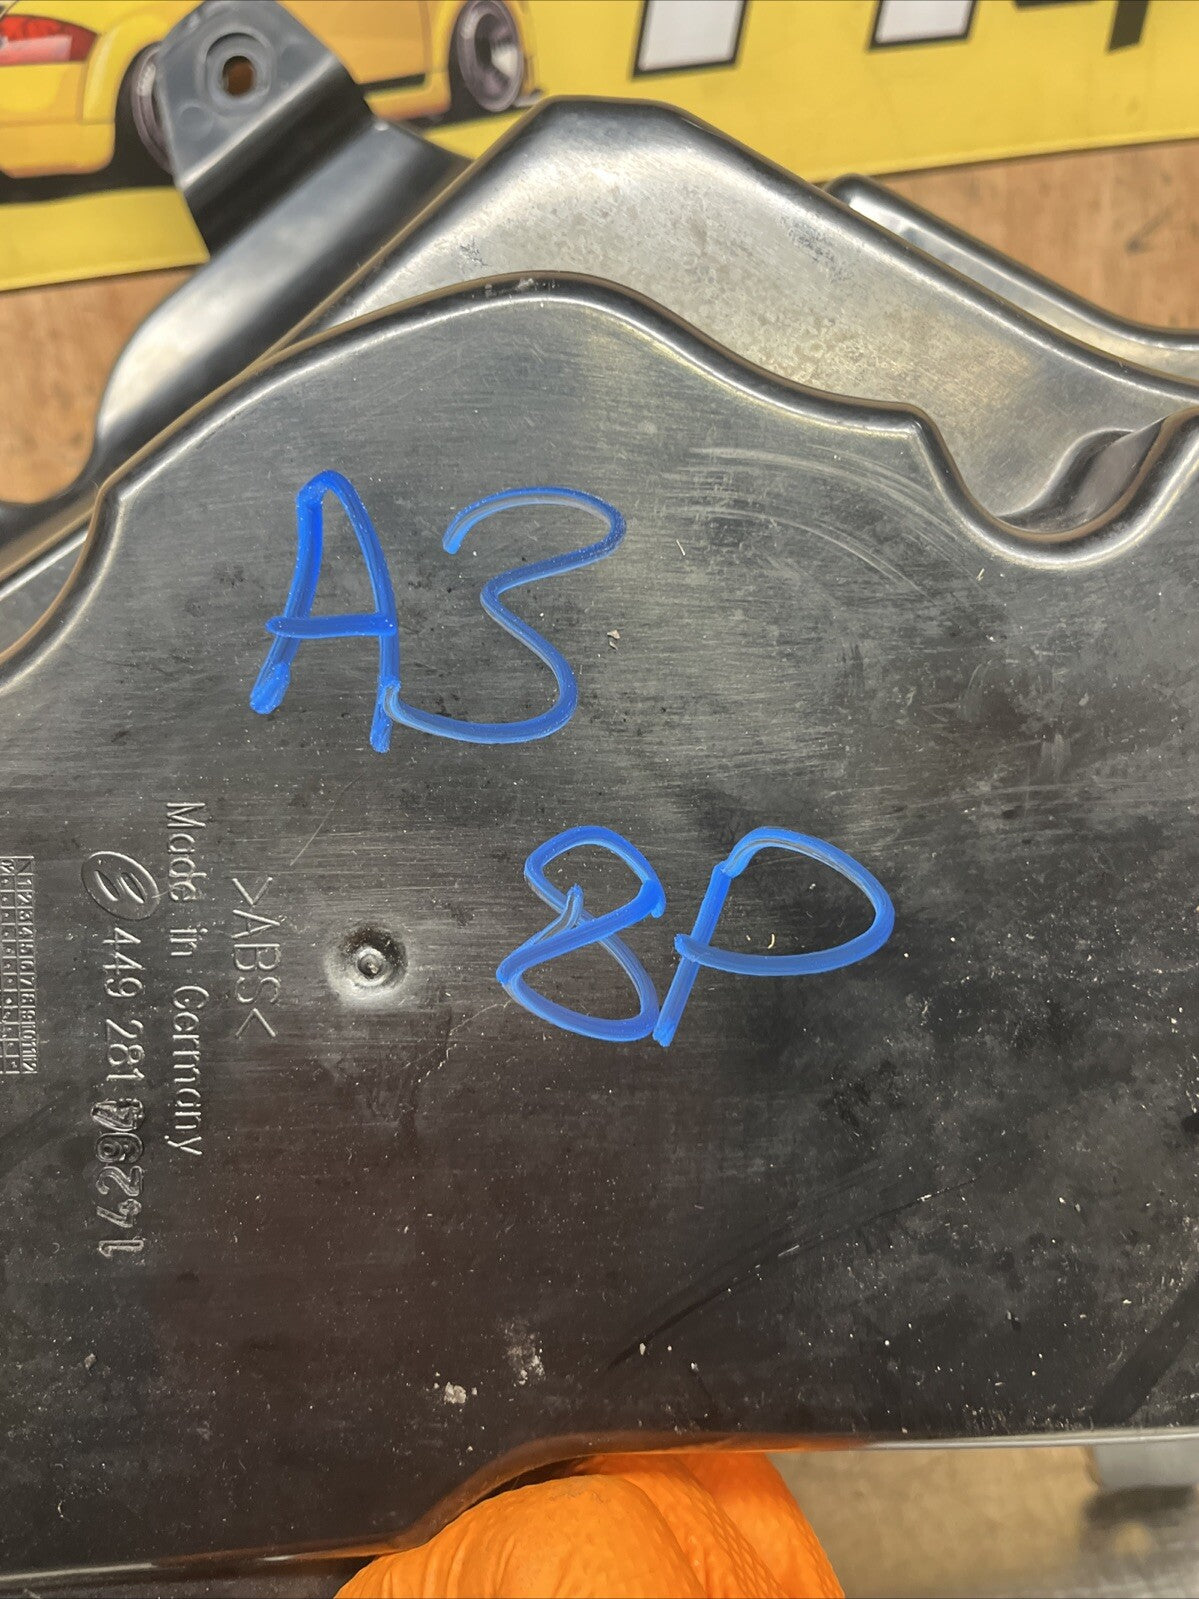 A3
8P
>ABS<
Made in Germany
449 281